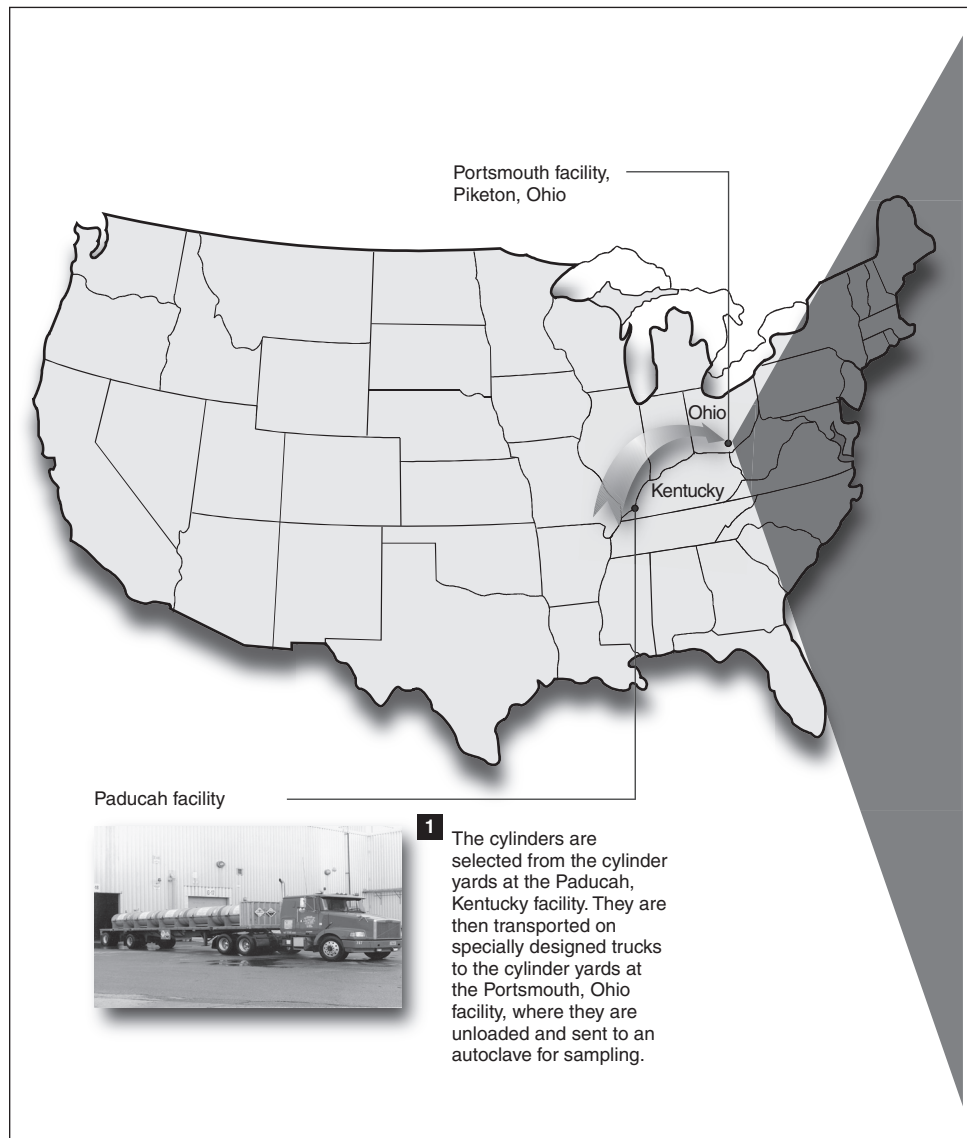 Portsmouth facility,
Piketon, Ohio
Ohio
Kentucky
Paducah facility
1
The cylinders are
selected from the cylinder
yards at the Paducah,
Kentucky facility. They are
then transported on
specially designed trucks
to the cylinder yards at
the Portsmouth, Ohio
facility, where they are
unloaded and sent to an
autoclave for sampling.